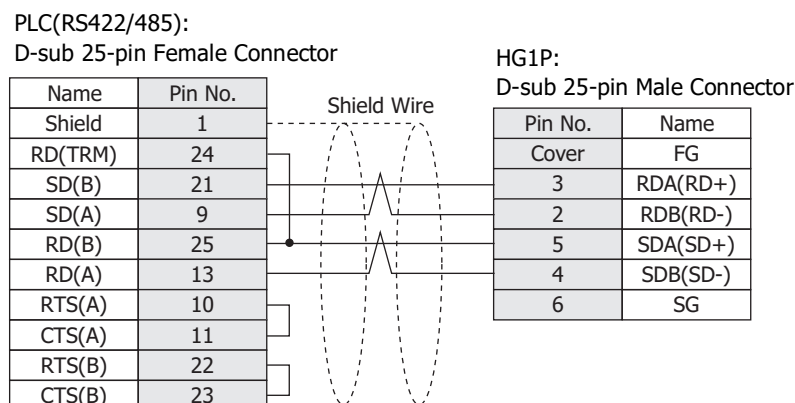 PLC(RS422/485):
D-sub 25-pin Female Connector
HG1P:
D-sub 25-pin Male Connector
Shield Wire
Name Pin No.
Shield 1
RD(TRM) 24
SD(B) 21
SD(A) 9
RD(B) 25
RD(A) 13
RTS(A) 10
CTS(A) 11
RTS(B) 22
CTS(B) 23
Pin No. Name
Cover FG
3 RDA(RD+)
2 RDB(RD-)
5 SDA(SD+)
4 SDB(SD-)
6 SG